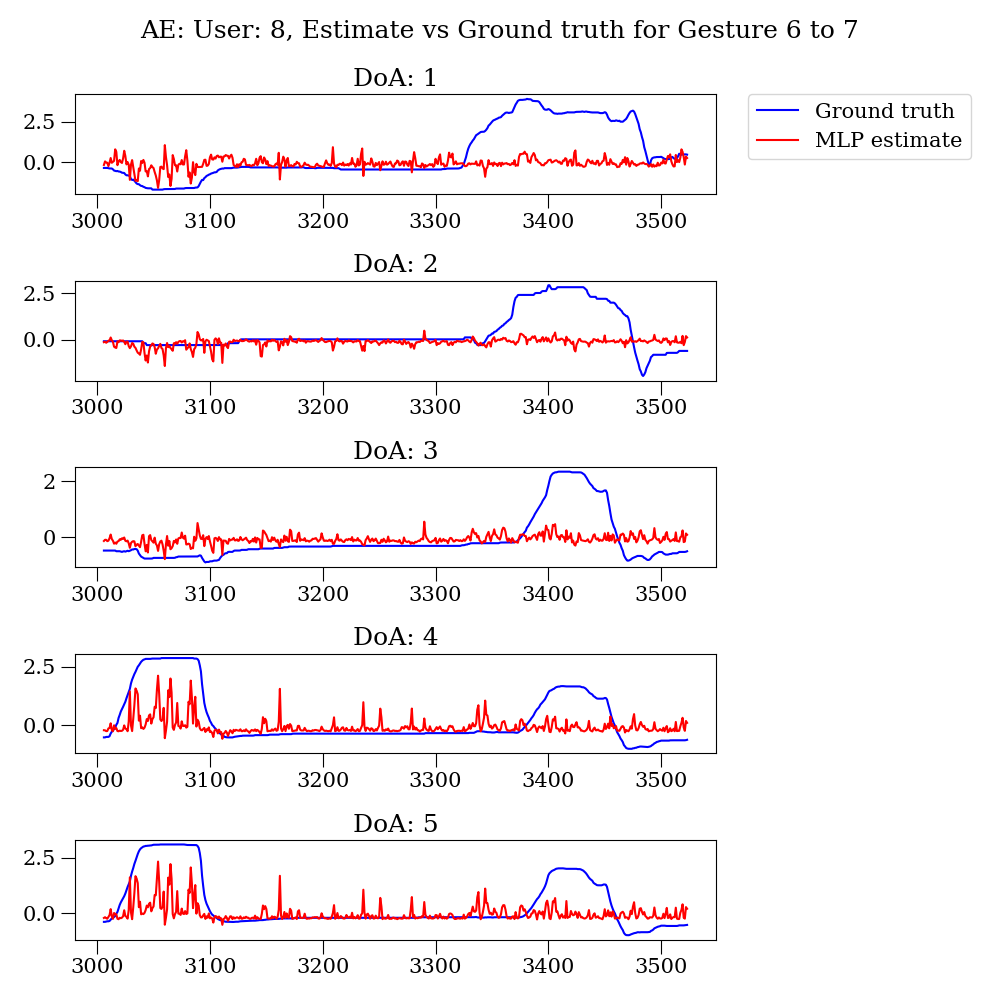 AE: User: 8, Estimate vs Ground truth for Gesture 6 to 7
DoA: 1
Ground truth
MLP estimate
2.5
0.0
3000 3100 3200 3300 3400 3500
DoA: 2
2.5
0.0
3000 3100 3200 3300 3400 3500
DoA: 3
2
0
3000 3100 3200 3300 3400 3500
DoA: 4
2.5
0.0
3000 3100 3200 3300 3400 3500
DoA: 5
2.5
0.0
3000 3100 3200 3300 3400 3500